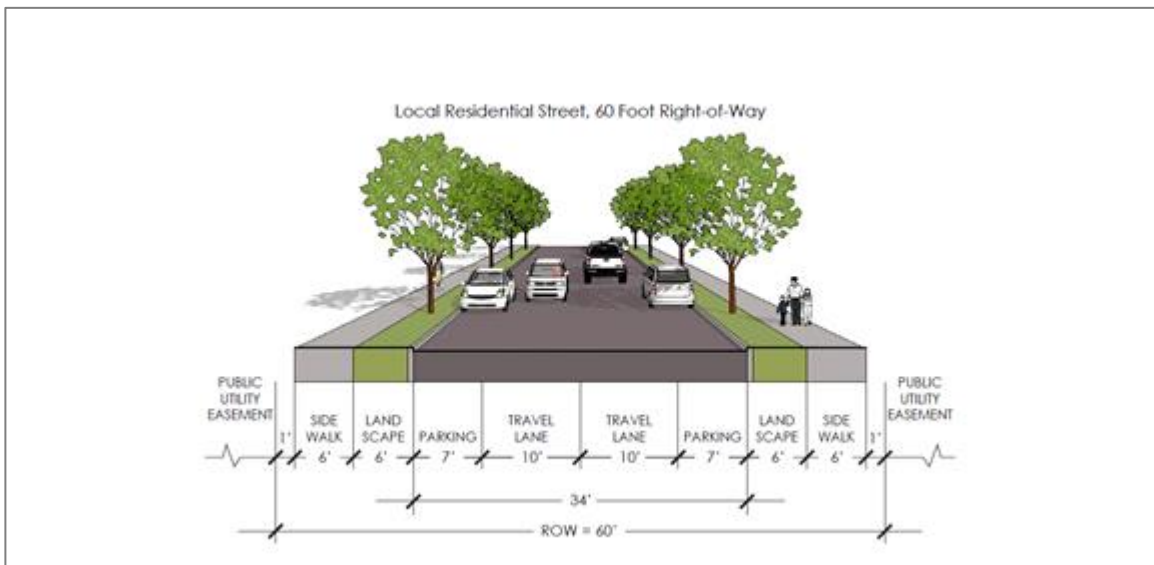 Local Residential Street, 60 Foot Right-of-Way
PUBLIC
UTILITY
EASEMENT
1'
SIDE
WALK
6'
LAND
SCAPE
6'
PARKING
7'
TRAVEL
LANE
10'
TRAVEL
LANE
10'
PARKING
7'
LAND
SCAPE
6'
SIDE
WALK
6'
1'
PUBLIC
UTILITY
EASEMENT
34'
ROW = 60'